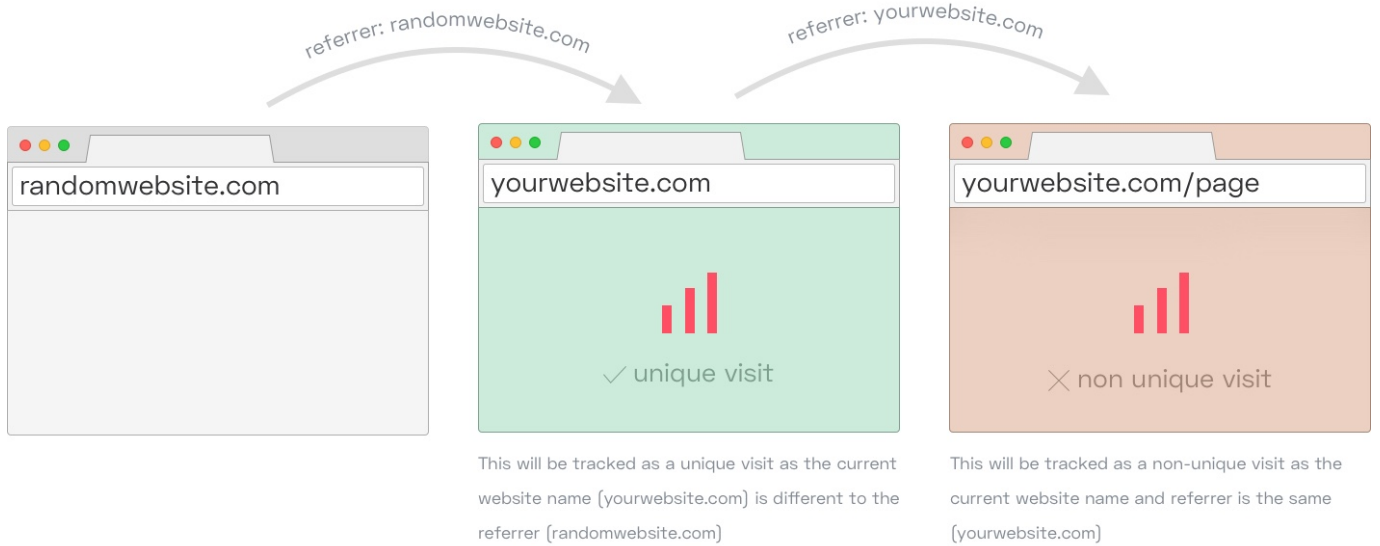 referrer: randomwebsite.com
referrer: yourwebsite.com
randomwebsite.com
yourwebsite.com
yourwebsite.com/page
unique visit
non unique visit
This will be tracked as a unique visit as the current
website name (yourwebsite.com) is different to the
referrer (randomwebsite.com)
This will be tracked as a non-unique visit as the
current website name and referrer is the same
(yourwebsite.com)